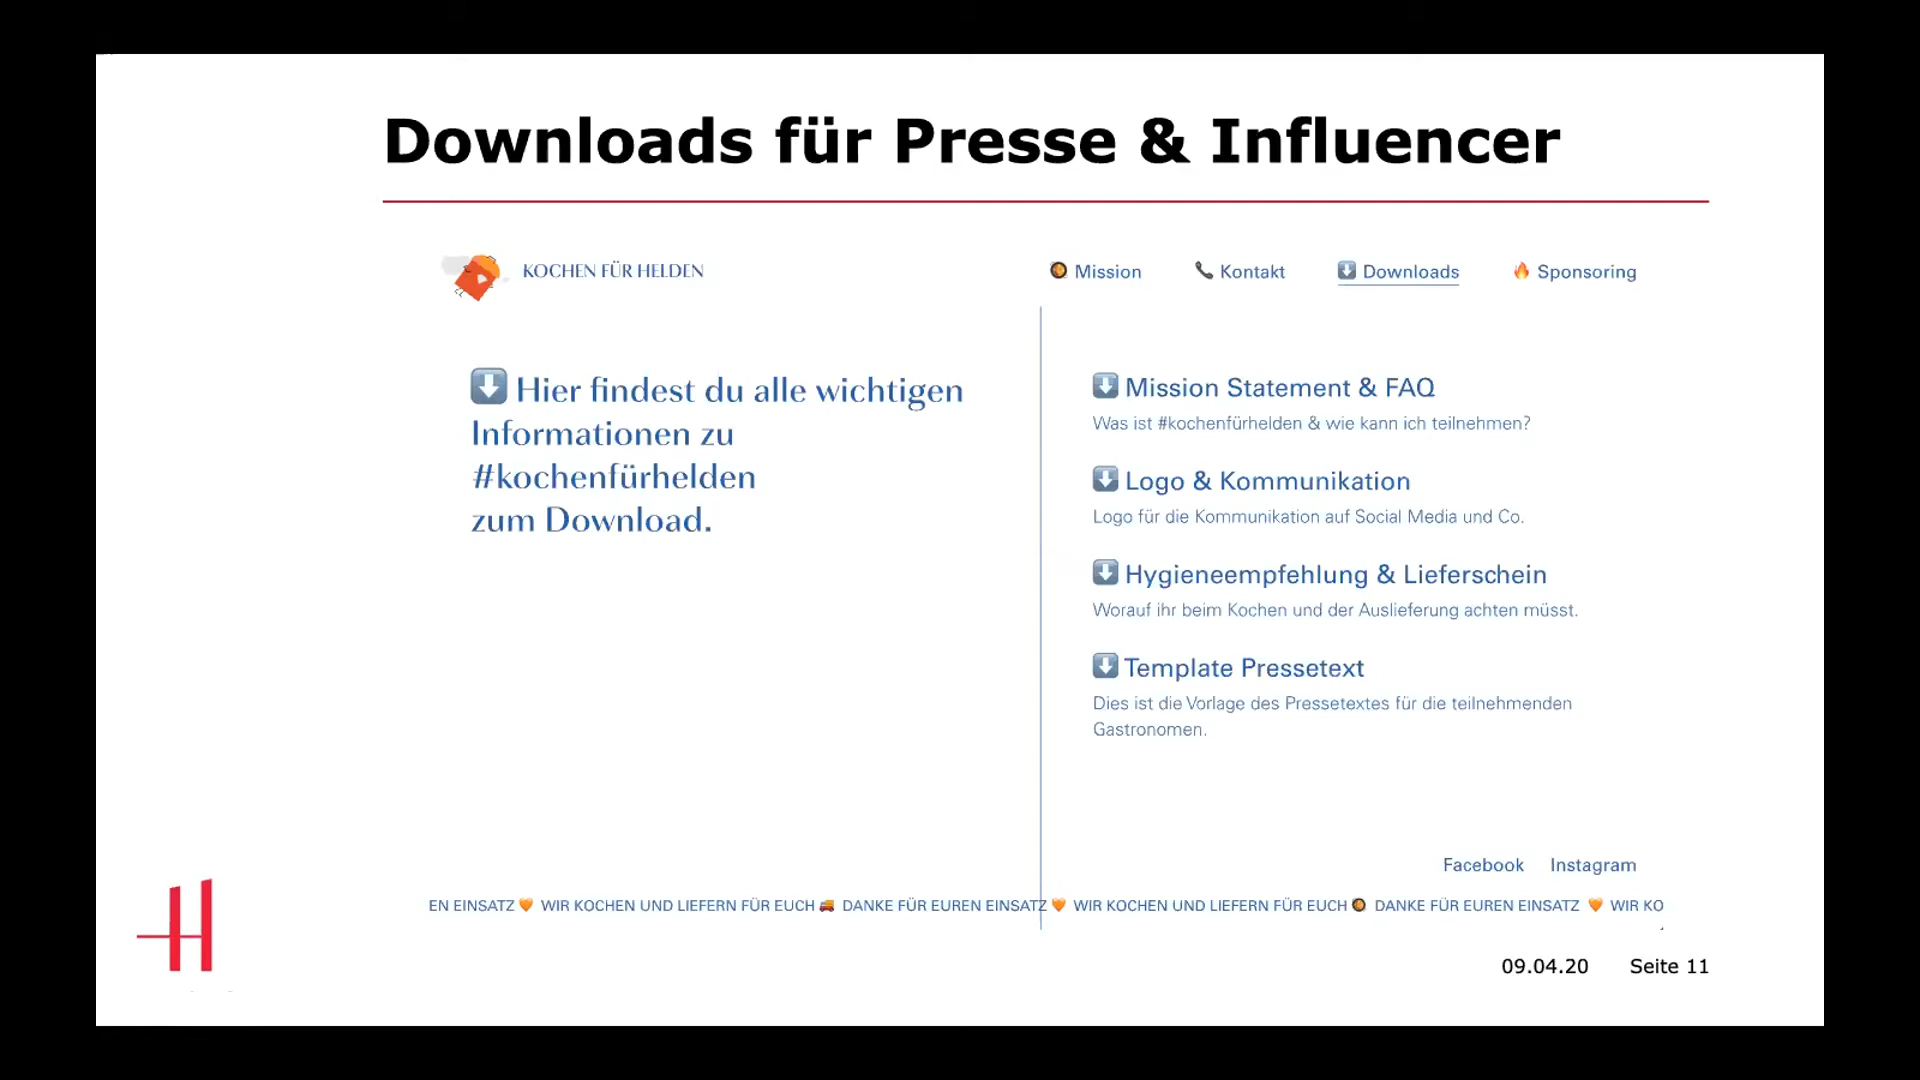 Downloads für Presse & Influencer
KOCHEN FÜR HELDEN
Mission
Kontakt
Downloads
Sponsoring
Hier findest du alle wichtigen
Informationen zu
#kochenfürhelden
zum Download.
Mission Statement & FAQ
Was ist #kochenfürhelden & wie kann ich teilnehmen?
Logo & Kommunikation
Logo für die Kommunikation auf Social Media und Co.
Hygieneempfehlung & Lieferschein
Worauf ihr beim Kochen und der Auslieferung achten müsst.
Template Pressetext
Dies ist die Vorlage des Pressetextes für die teilnehmenden
Gastronomen.
Facebook Instagram
EN EINSATZ 🧡 WIR KOCHEN UND LIEFERN FÜR EUCH 🚚 DANKE FÜR EUREN EINSATZ 🧡 WIR KOCHEN UND LIEFERN FÜR EUCH 🥘 DANKE FÜR EUREN EINSATZ 🧡 WIR KO
H
09.04.20 Seite 11